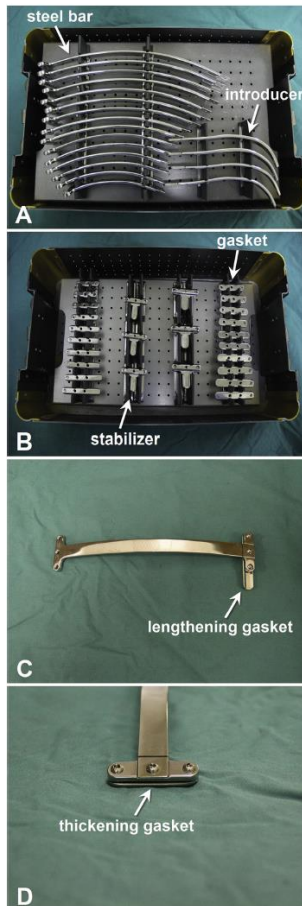 steel bar
introducer
A
gasket
stabilizer
B
lengthening gasket
C
thickening gasket
D